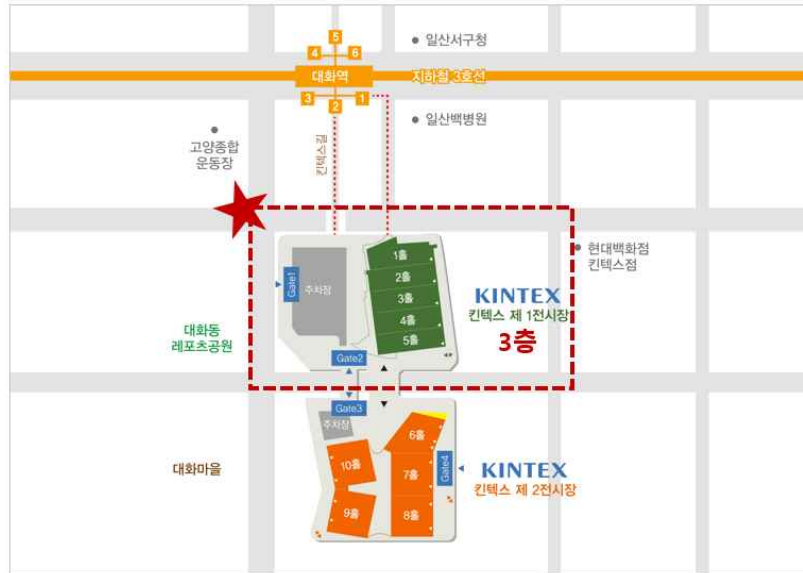 5
4
6
일산서구청
대화역
지하철 3호선
3
2
1
일산백병원
고양종합
운동장
킨텍스길
1홀
2홀
3홀
4홀
5홀
주차장
Gate1
Gate2
현대백화점
킨텍스점
KINTEX
킨텍스 제 1전시장
3층
대화동
레포츠공원
Gate3
주차장
6홀
7홀
8홀
9홀
10홀
Gate4
KINTEX
킨텍스 제 2전시장
대화마을